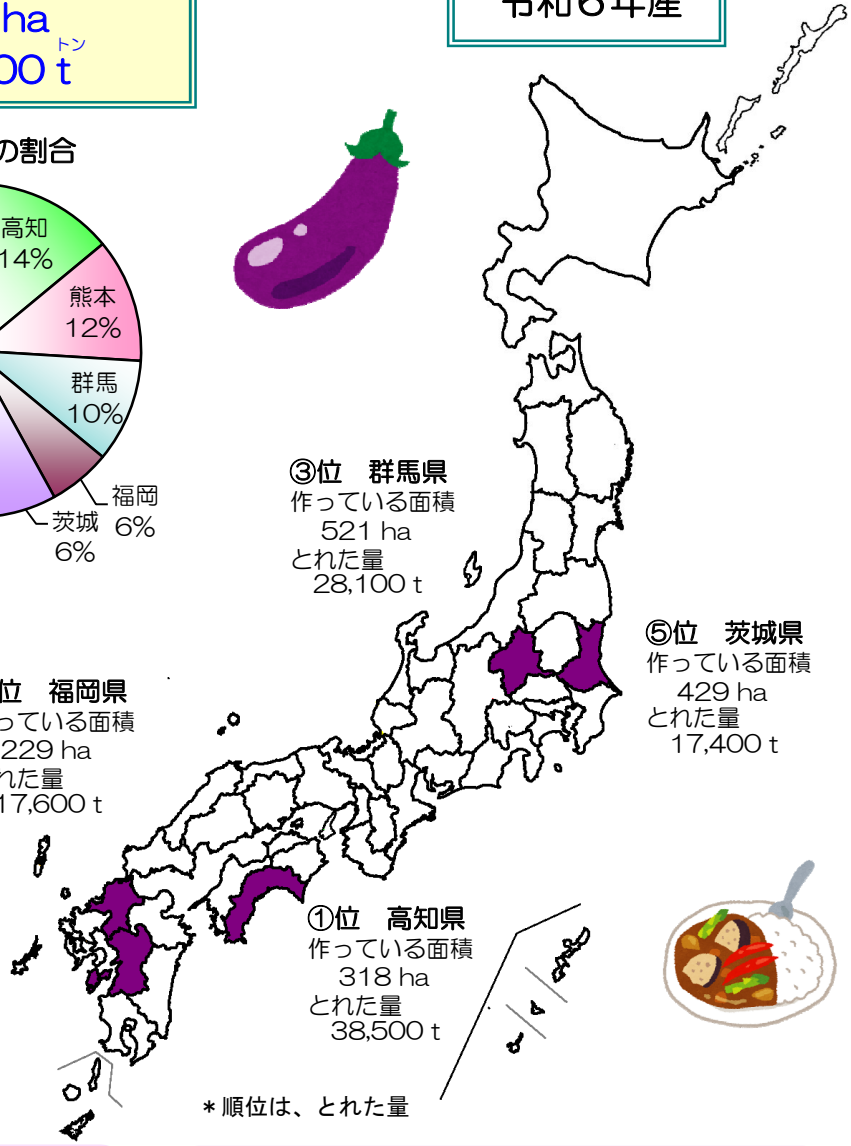 ha
トン
00 t
令和6年産
の割合
高知
14%
熊本
12%
群馬
10%
福岡
6%
茨城
6%
③位 群馬県
作っている面積
521 ha
とれた量
28,100 t
⑤位 茨城県
作っている面積
429 ha
とれた量
17,400 t
位 福岡県
っている面積
229 ha
れた量
17,600 t
①位 高知県
作っている面積
318 ha
とれた量
38,500 t
*順位は、とれた量